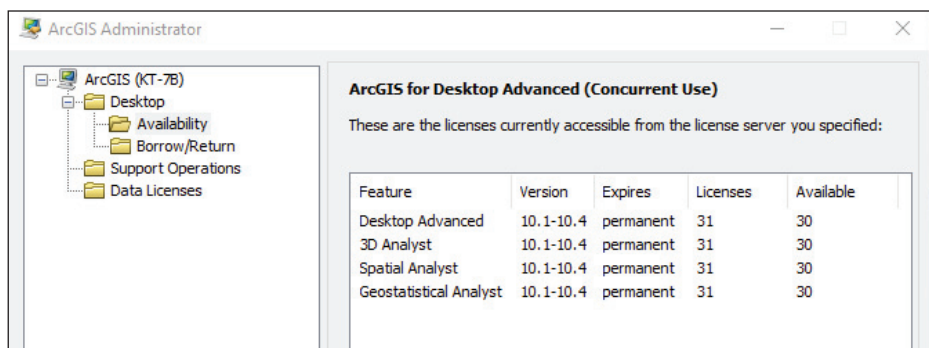 ArcGIS Administrator
ArcGIS (KT-7B)
Desktop
Availability
Borrow/Return
Support Operations
Data Licenses
ArcGIS for Desktop Advanced (Concurrent Use)
These are the licenses currently accessible from the license server you specified:
Feature Version Expires Licenses Available
Desktop Advanced 10.1-10.4 permanent 31 30
3D Analyst 10.1-10.4 permanent 31 30
Spatial Analyst 10.1-10.4 permanent 31 30
Geostatistical Analyst 10.1-10.4 permanent 31 30